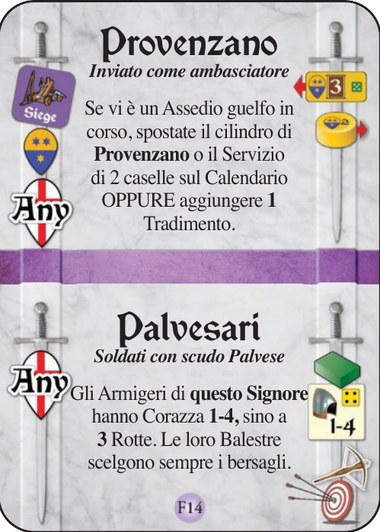 Provenzano
Inviato come ambasciatore
Siege
3
Any
Se vi è un Assedio guelfo in
corso, spostate il cilindro di
Provenzano o il Servizio
di 2 caselle sul Calendario
OPPURE aggiungere 1
Tradimento.
Palvesari
Soldati con scudo Palvese
Any
Gli Armigeri di questo Signore
hanno Corazza 1-4, sino a
3 Rotte. Le loro Balestre
scelgono sempre i bersagli.
1-4
F14